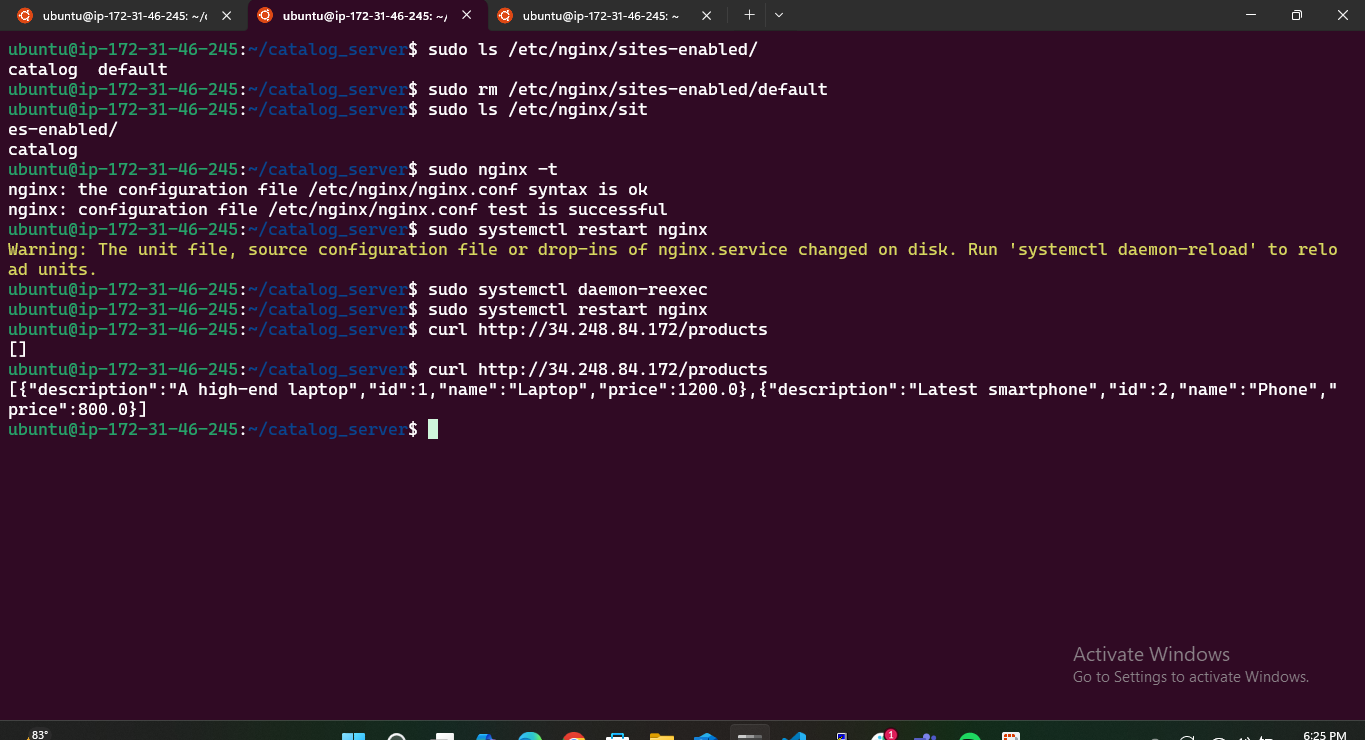 ubuntu@ip-172-31-46-245: ~/c
ubuntu@ip-172-31-46-245: ~/
ubuntu@ip-172-31-46-245: ~
ubuntu@ip-172-31-46-245:~/catalog_server$ sudo ls /etc/nginx/sites-enabled/
catalog  default
ubuntu@ip-172-31-46-245:~/catalog_server$ sudo rm /etc/nginx/sites-enabled/default
ubuntu@ip-172-31-46-245:~/catalog_server$ sudo ls /etc/nginx/sit
es-enabled/
catalog
ubuntu@ip-172-31-46-245:~/catalog_server$ sudo nginx -t
nginx: the configuration file /etc/nginx/nginx.conf syntax is ok
nginx: configuration file /etc/nginx/nginx.conf test is successful
ubuntu@ip-172-31-46-245:~/catalog_server$ sudo systemctl restart nginx
Warning: The unit file, source configuration file or drop-ins of nginx.service changed on disk. Run 'systemctl daemon-reload' to relo
ad units.
ubuntu@ip-172-31-46-245:~/catalog_server$ sudo systemctl daemon-reexec
ubuntu@ip-172-31-46-245:~/catalog_server$ sudo systemctl restart nginx
ubuntu@ip-172-31-46-245:~/catalog_server$ curl http://34.248.84.172/products
[]
ubuntu@ip-172-31-46-245:~/catalog_server$ curl http://34.248.84.172/products
[{"description":"A high-end laptop","id":1,"name":"Laptop","price":1200.0},{"description":"Latest smartphone","id":2,"name":"Phone","
price":800.0}]
ubuntu@ip-172-31-46-245:~/catalog_server$
Activate Windows
Go to Settings to activate Windows.
83°
1
6:25 PM